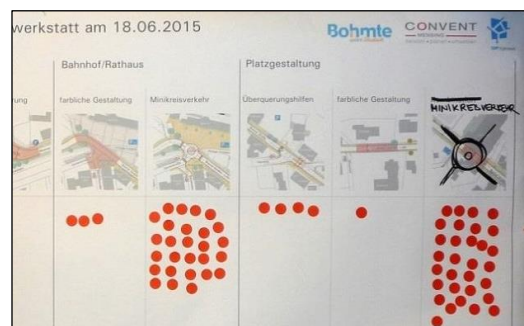 werkstatt am 18.06.2015
Bohmte
CONVENT
Bahnhof/Rathaus
Platzgestaltung
farbliche Gestaltung
Minikreisverkehr
Überquerungshilfen
farbliche Gestaltung
MINIKREISVERKEHR